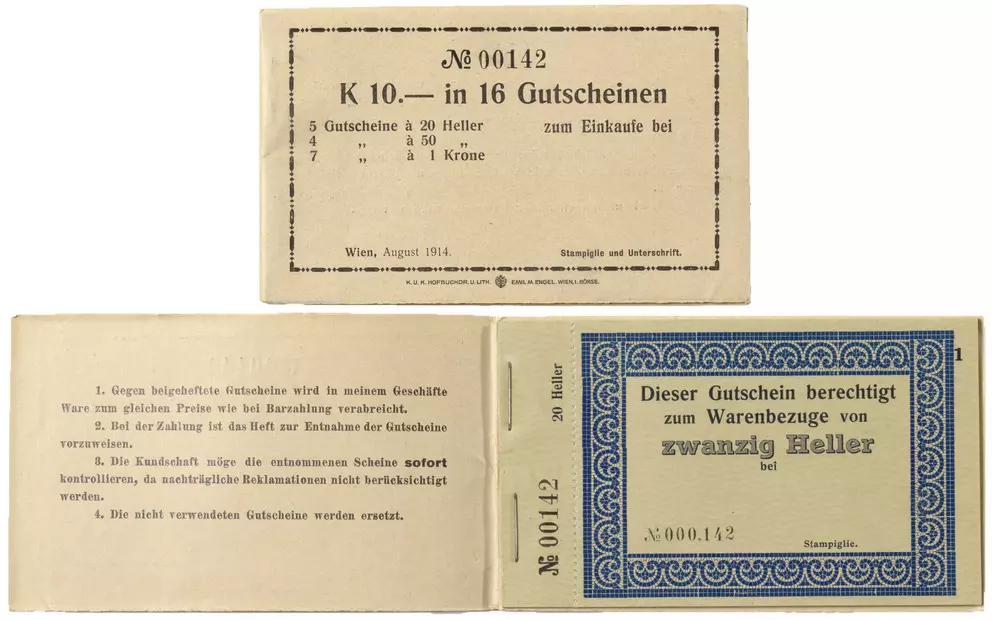 № 00142
K 10.— in 16 Gutscheinen
5 Gutscheine à 20 Heller zum Einkaufe bei
4 „ à 50 „
7 „ à 1 Krone
Wien, August 1914. Stampiglie und Unterschrift.
K. U. K. HOFBUCHDR. U. LITH. EMIL M. ENGEL, WIEN, I. BÖRSE.
1. Gegen beigeheftete Gutscheine wird in meinem Geschäfte
Ware zum gleichen Preise wie bei Barzahlung verabreicht.
2. Bei der Zahlung ist das Heft zur Entnahme der Gutscheine
vorzuweisen.
3. Die Kundschaft möge die entnommenen Scheine sofort
kontrollieren, da nachträgliche Reklamationen nicht berücksichtigt
werden.
4. Die nicht verwendeten Gutscheine werden ersetzt.
20 Heller
№ 00142
1
Dieser Gutschein berechtigt
zum Warenbezuge von
zwanzig Heller
bei
№ 000,142
Stampiglie.